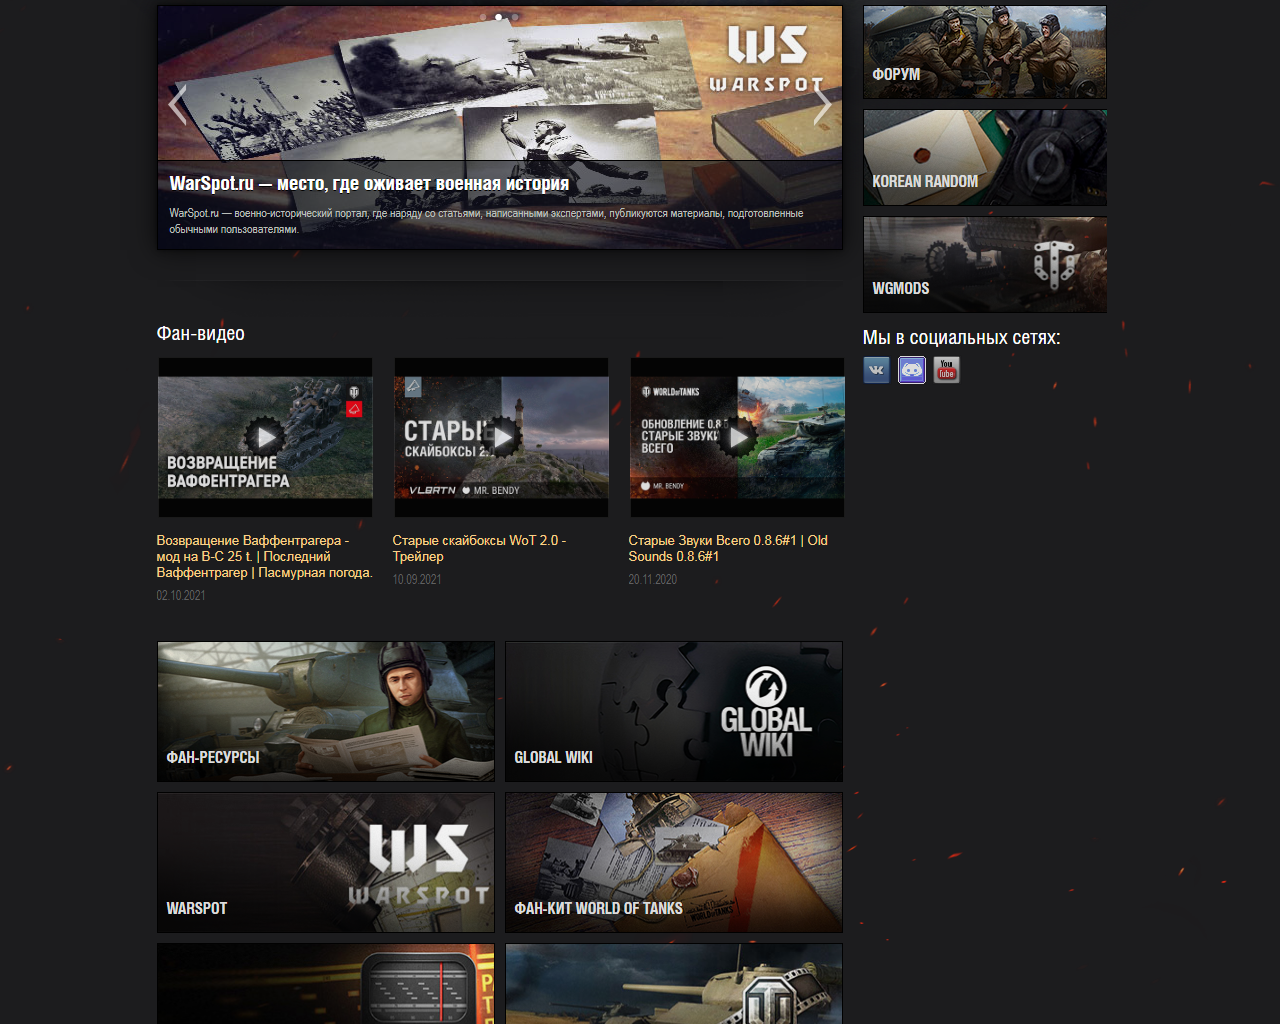 WS
WARSPOT
WarSpot.ru — место, где оживает военная история
WarSpot.ru — военно-исторический портал, где наряду со статьями, написанными экспертами, публикуются материалы, подготовленные
обычными пользователями.
ФОРУМ
KOREAN RANDOM
WGMODS
Мы в социальных сетях:
You
Tube
Фан-видео
ВОЗВРАЩЕНИЕ
ВАФФЕНТРАГЕРА
СТАРЫЕ
СКАЙБОКСЫ 2.
VLBRTN
MR. BENDY
WORLD OF TANKS
ОБНОВЛЕНИЕ 0.8.
СТАРЫЕ ЗВУКИ
ВСЕГО
MR. BENDY
Возвращение Ваффентрагера -
мод на B-C 25 t. | Последний
Ваффентрагер | Пасмурная погода.
02.10.2021
Старые скайбоксы WoT 2.0 -
Трейлер
10.09.2021
Старые Звуки Всего 0.8.6#1 | Old
Sounds 0.8.6#1
20.11.2020
ФАН-РЕСУРСЫ
GLOBAL
WIKI
GLOBAL WIKI
WS
WARSPOT
WARSPOT
WORLD OF TANKS
ФАН-КИТ WORLD OF TANKS